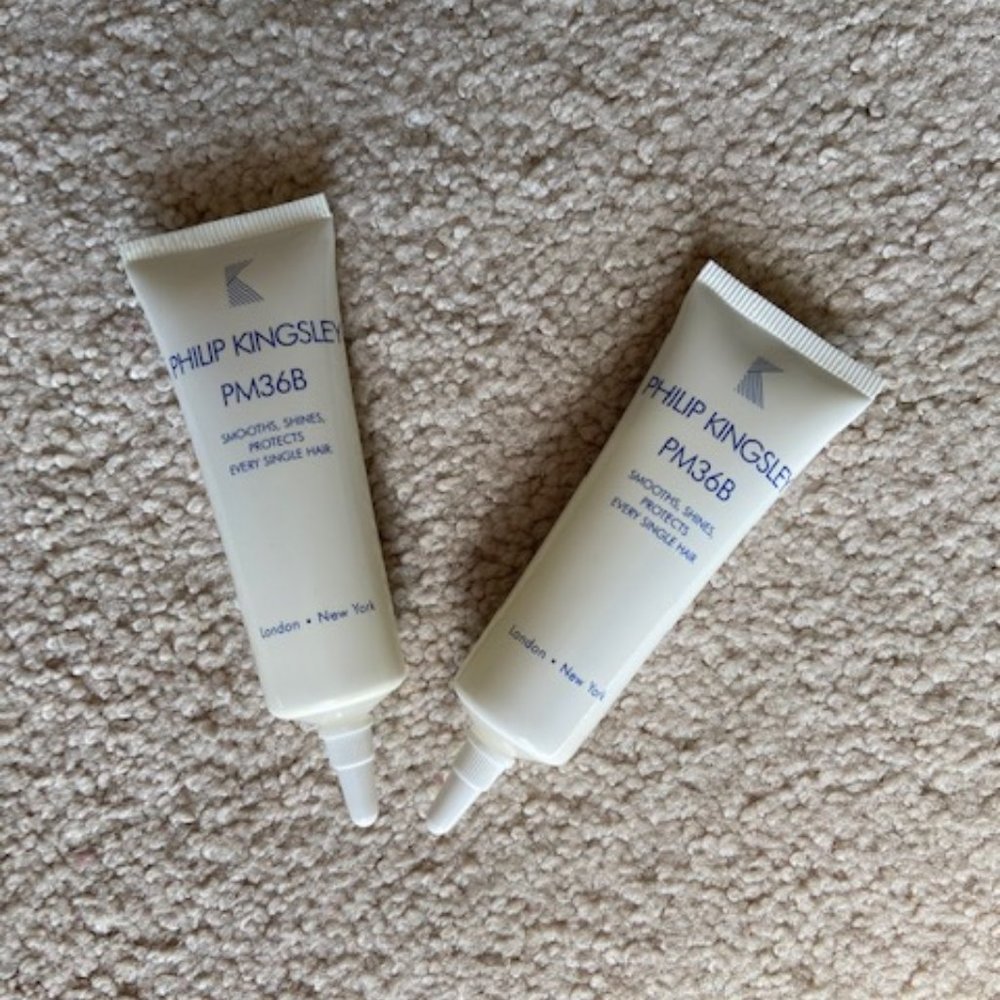 PHILIP KINGSLEY
PM36B
SMOOTHS, SHINES,
PROTECTS
EVERY SINGLE HAIR
London • New York
PHILIP KINGSLEY
PM36B
SMOOTHS, SHINES,
PROTECTS
EVERY SINGLE HAIR
London • New York